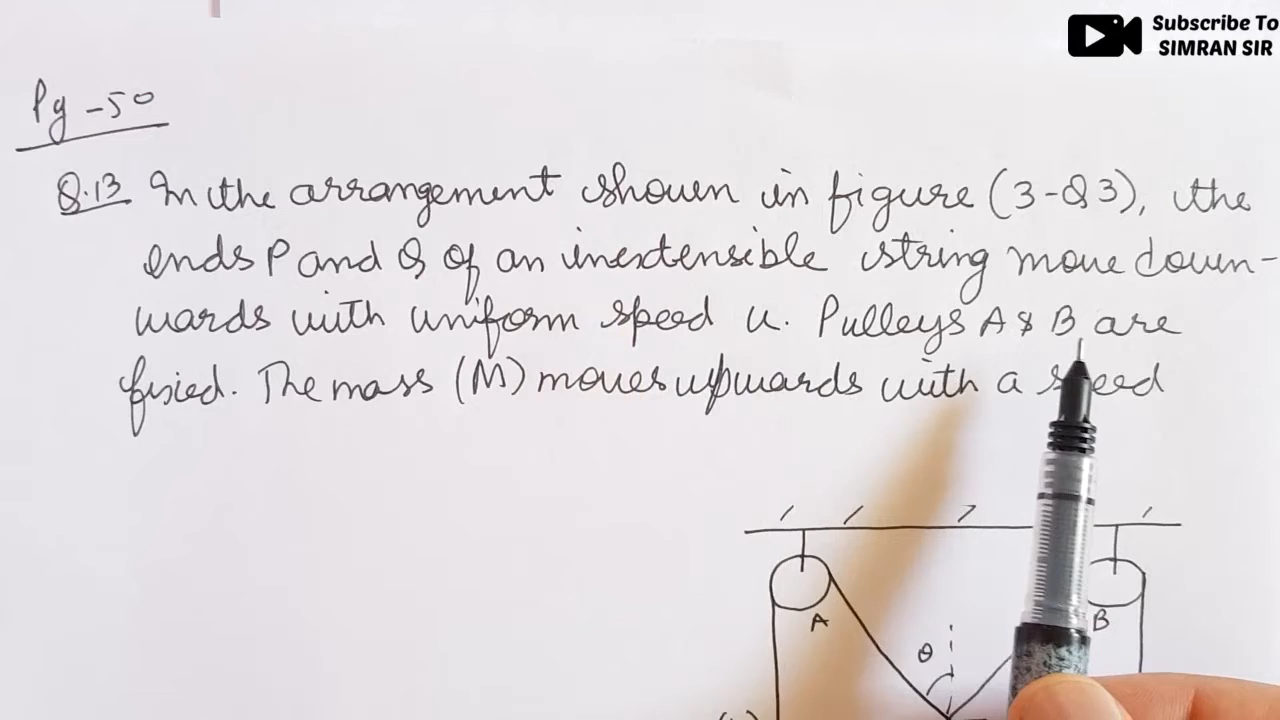 Subscribe To
SIMRAN SIR
Pg - 50
Q.13 In the arrangement shown in figure (3-Q3), the
ends P and Q of an inextensible string move down-
wards with uniform speed u. Pulleys A & B are
fixed. The mass (M) moves upwards with a speed
A
B
θ